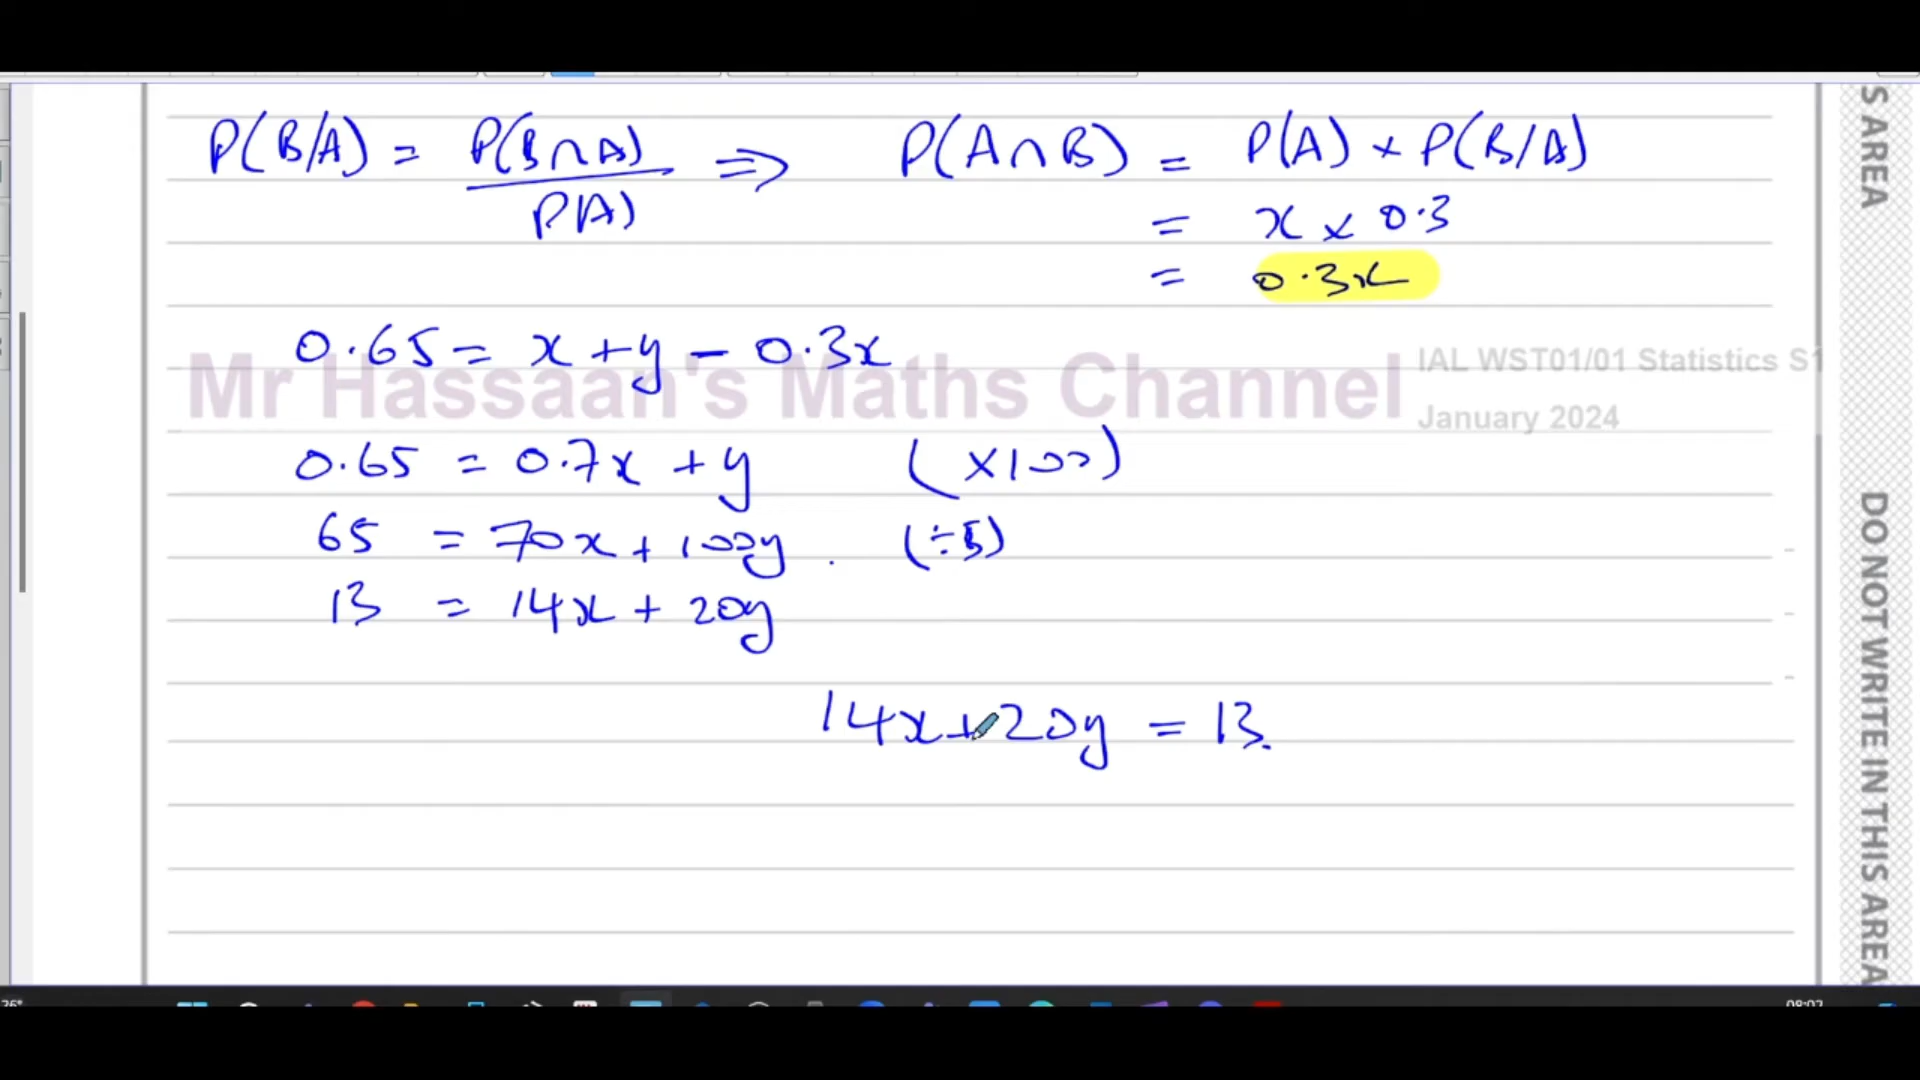 P(B/A) = P(B∩A) / P(A) => P(A∩B) = P(A) × P(B/A)
= x × 0.3
= 0.3x
0.65 = x + y - 0.3x
Mr Hassaan's Maths Channel
IAL WST01/01 Statistics S1
January 2024
0.65 = 0.7x + y (×100)
65 = 70x + 100y . (÷5)
13 = 14x + 20y
14x + 20y = 13.
S AREA
DO NOT WRITE IN THIS AREA